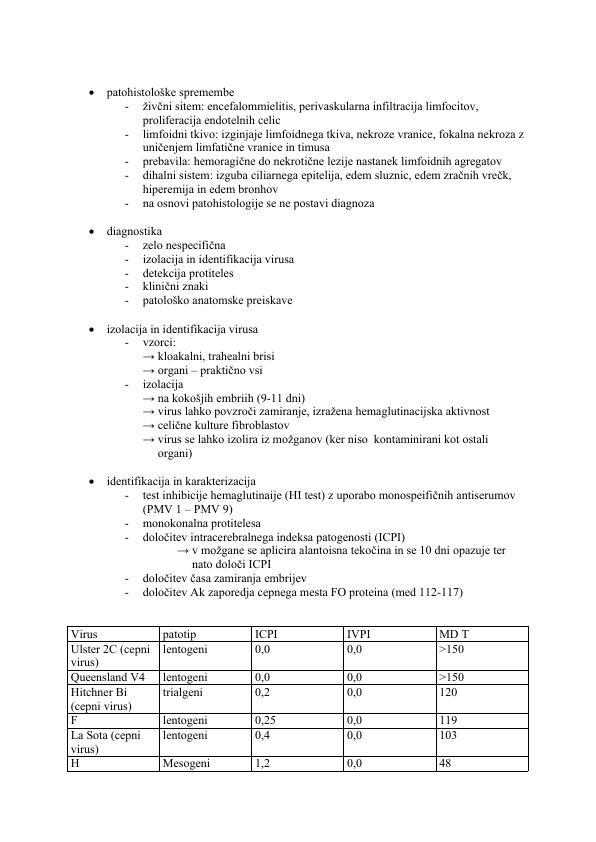 • patohistološke spremembe
- živčni sitem: encefalommielitis, perivaskularna infiltracija limfocitov,
proliferacija endotelnih celic
- limfoidni tkivo: izginjaje limfoidnega tkiva, nekroze vranice, fokalna nekroza z
uničenjem limfatične vranice in timusa
- prebavila: hemoragične do nekrotične lezije nastanek limfoidnih agregatov
- dihalni sistem: izguba ciliarnega epitelija, edem sluznic, edem zračnih vrečk,
hiperemija in edem bronhov
- na osnovi patohistologije se ne postavi diagnoza
• diagnostika
- zelo nespecifična
- izolacija in identifikacija virusa
- detekcija protiteles
- klinični znaki
- patološko anatomske preiskave
• izolacija in identifikacija virusa
- vzorci:
→ kloakalni, trahealni brisi
→ organi – praktično vsi
- izolacija
→ na kokošjih embriih (9-11 dni)
→ virus lahko povzroči zamiranje, izražena hemaglutinacijska aktivnost
→ celične kulture fibroblastov
→ virus se lahko izolira iz možganov (ker niso kontaminirani kot ostali
organi)
• identifikacija in karakterizacija
- test inhibicije hemaglutinaije (HI test) z uporabo monospeifičnih antiserumov
(PMV 1 – PMV 9)
- monokonalna protitelesa
- določitev intracerebralnega indeksa patogenosti (ICPI)
→ v možgane se aplicira alantoisna tekočina in se 10 dni opazuje ter
nato določi ICPI
- določitev časa zamiranja embrijev
- določitev Ak zaporedja cepnega mesta FO proteina (med 112-117)
Virus patotip ICPI IVPI MD T
Ulster 2C (cepni lentogeni 0,0 0,0 >150
virus)
Queensland V4 lentogeni 0,0 0,0 >150
Hitchner Bi trialgeni 0,2 0,0 120
(cepni virus)
F lentogeni 0,25 0,0 119
La Sota (cepni lentogeni 0,4 0,0 103
virus)
H Mesogeni 1,2 0,0 48